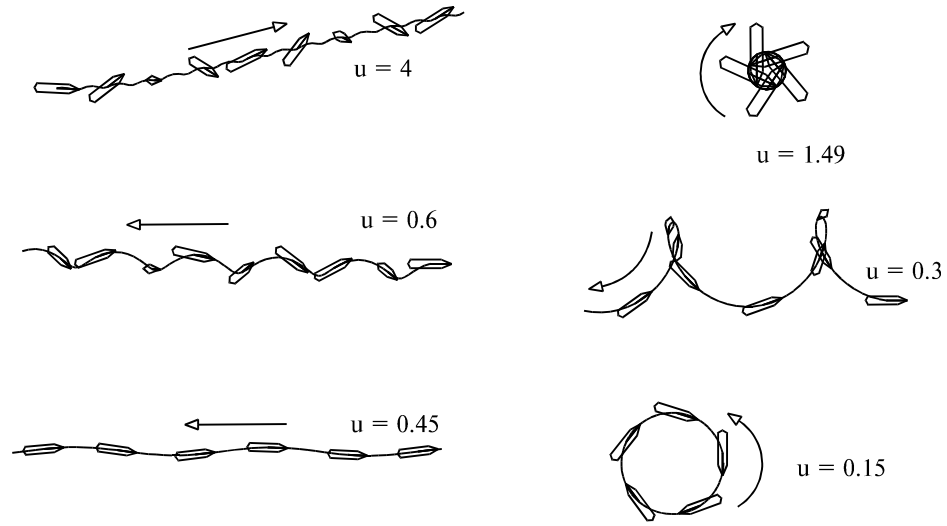 u = 4
u = 1.49
u = 0.6
u = 0.3
u = 0.45
u = 0.15